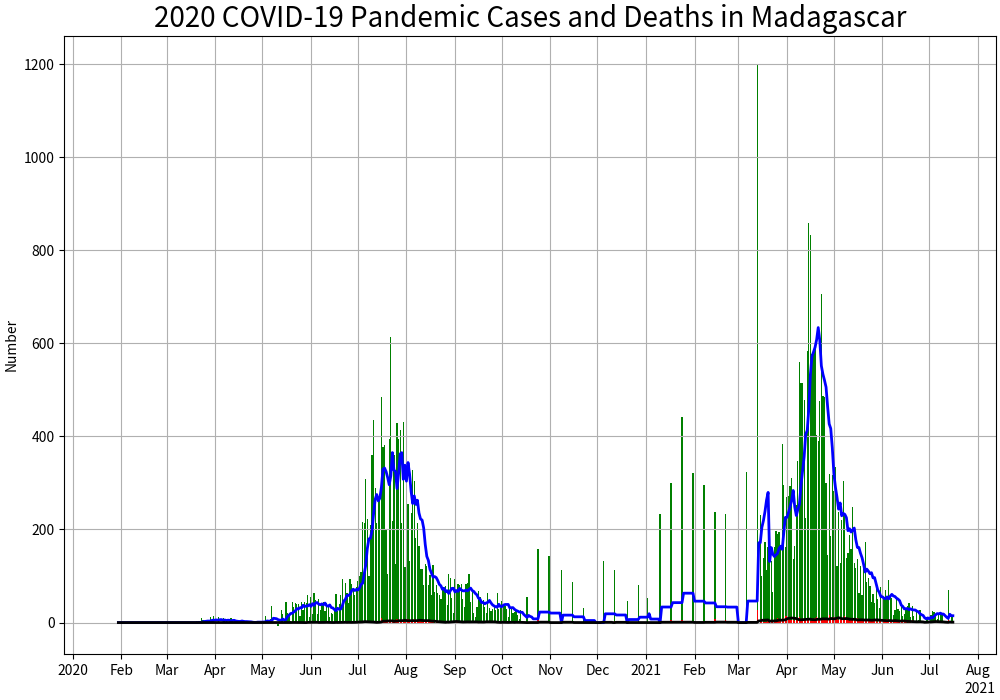 2020 COVID-19 Pandemic Cases and Deaths in Madagascar
Number
1200
1000
800
600
400
200
0
2020 Feb Mar Apr May Jun Jul Aug Sep Oct Nov Dec 2021 Feb Mar Apr May Jun Jul Aug
2021